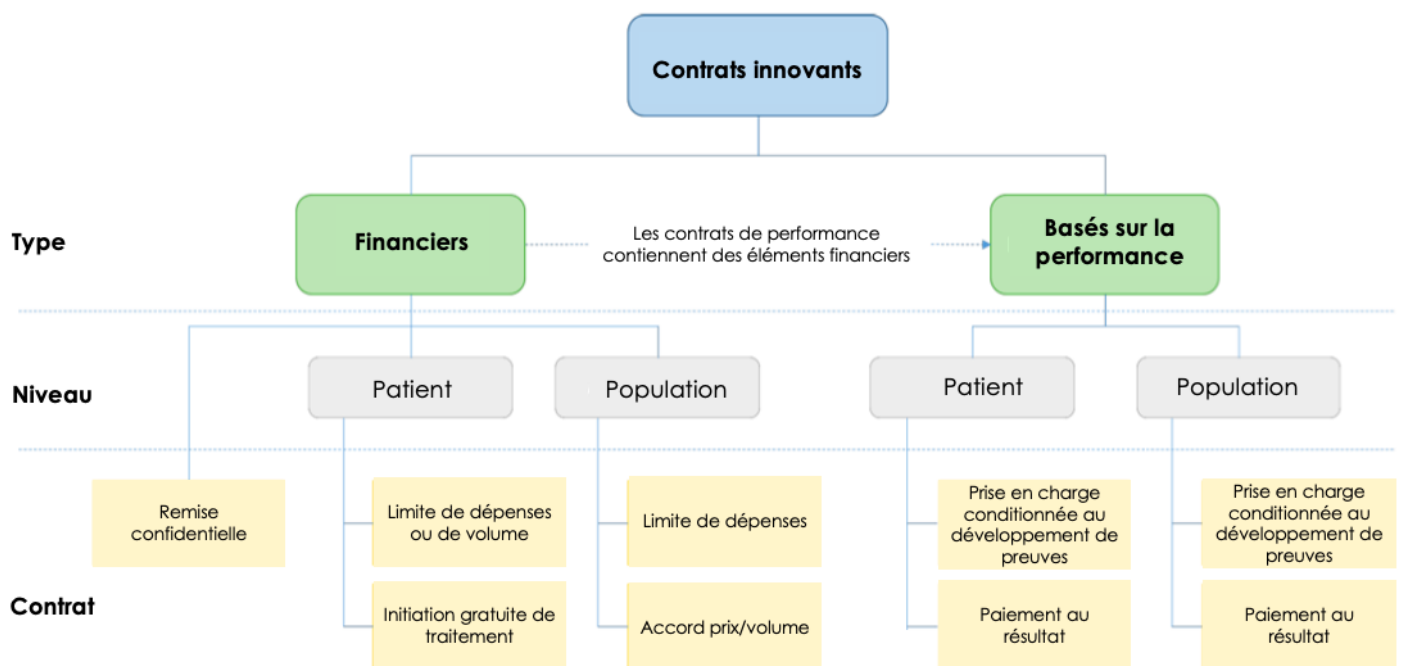 Contrats innovants
Type
Financiers
Les contrats de performance
contiennent des éléments financiers
Basés sur la
performance
Niveau
Patient
Population
Patient
Population
Contrat
Remise
confidentielle
Limite de dépenses
ou de volume
Limite de dépenses
Prise en charge
conditionnée au
développement de
preuves
Prise en charge
conditionnée au
développement de
preuves
Initiation gratuite de
traitement
Accord prix/volume
Paiement au
résultat
Paiement au
résultat